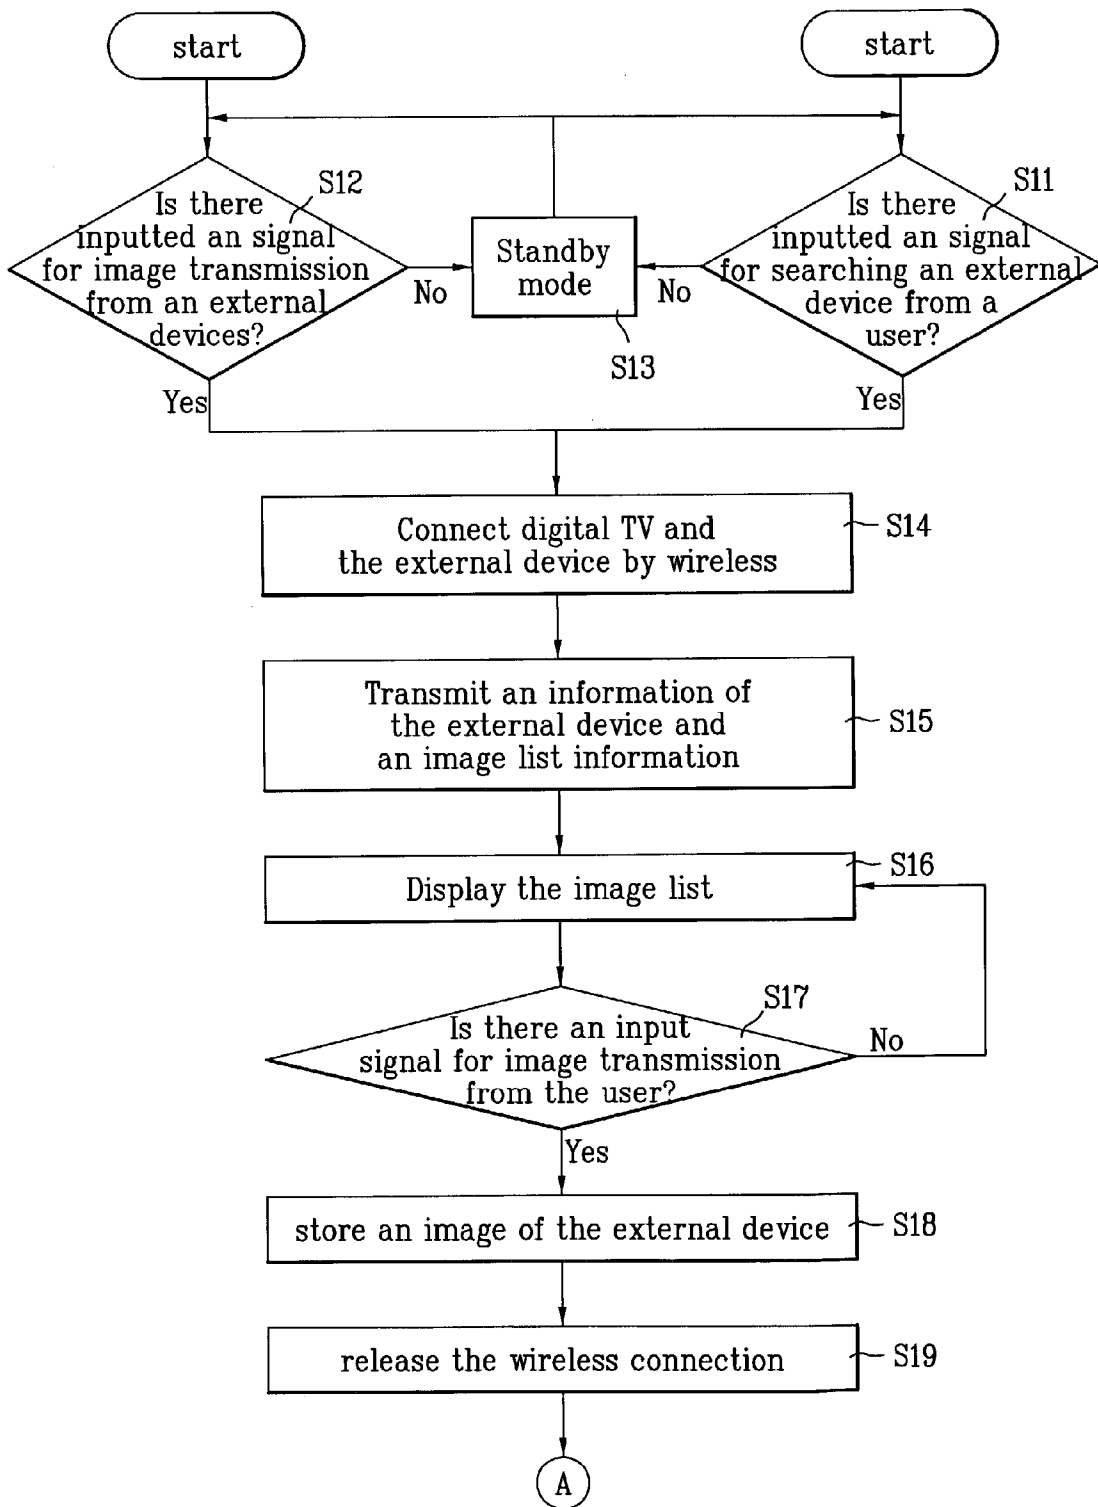 start
start
S12
Is there
inputted an signal
for image transmission
from an external
devices?
No
Yes
Standby
mode
S13
S11
Is there
inputted an signal
for searching an external
device from a
user?
No
Yes
Connect digital TV and
the external device by wireless
S14
Transmit an information of
the external device and
an image list information
S15
Display the image list
S16
S17
Is there an input
signal for image transmission
from the user?
No
Yes
store an image of the external device
S18
release the wireless connection
S19
A